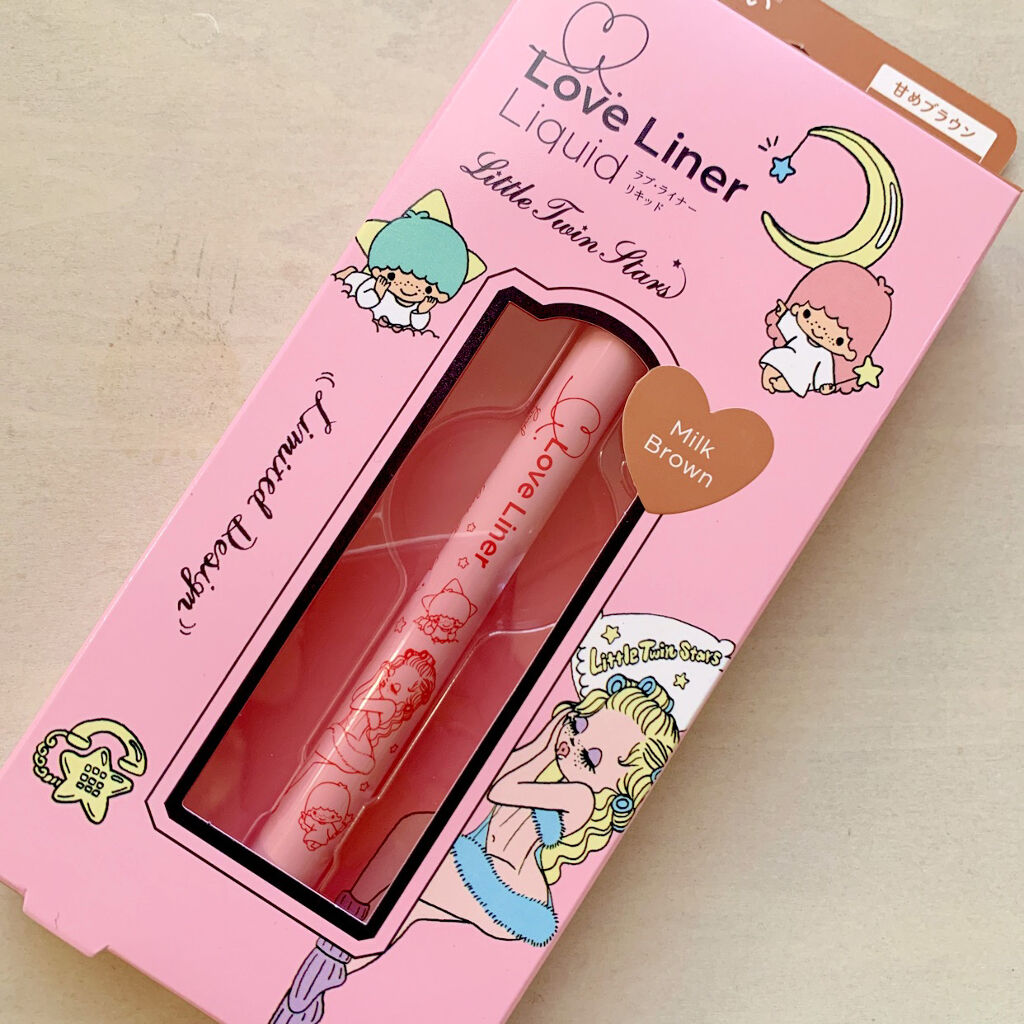 い
甘めブラウン
Love Liner
Liquid
ラブ・ライナー
リキッド
Little Twin Stars
Limited Design
Milk
Brown
Love Liner
Little Twin Stars